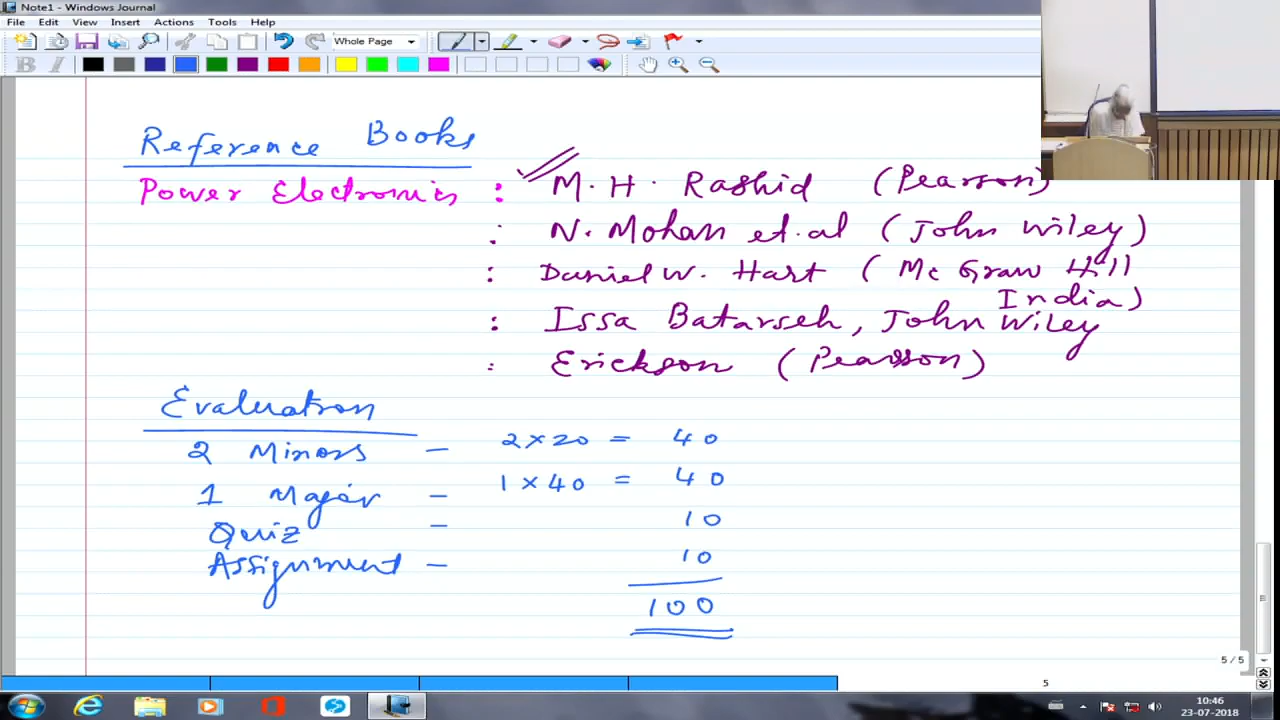 Note1 - Windows Journal
File Edit View Insert Actions Tools Help
Whole Page
B I
Reference Books
Power Electronics : M. H. Rashid (Pearson)
: N. Mohan et. al (John Wiley)
: Daniel W. Hart (Mc Graw Hill
India)
: Issa Batarseh, John Wiley
: Erickson (Pearson)
Evaluation
2 Minors - 2 x 20 = 40
1 Major - 1 x 40 = 40
Quiz - 10
Assignment - 10
100
5 / 5
5
10:46
23-07-2018